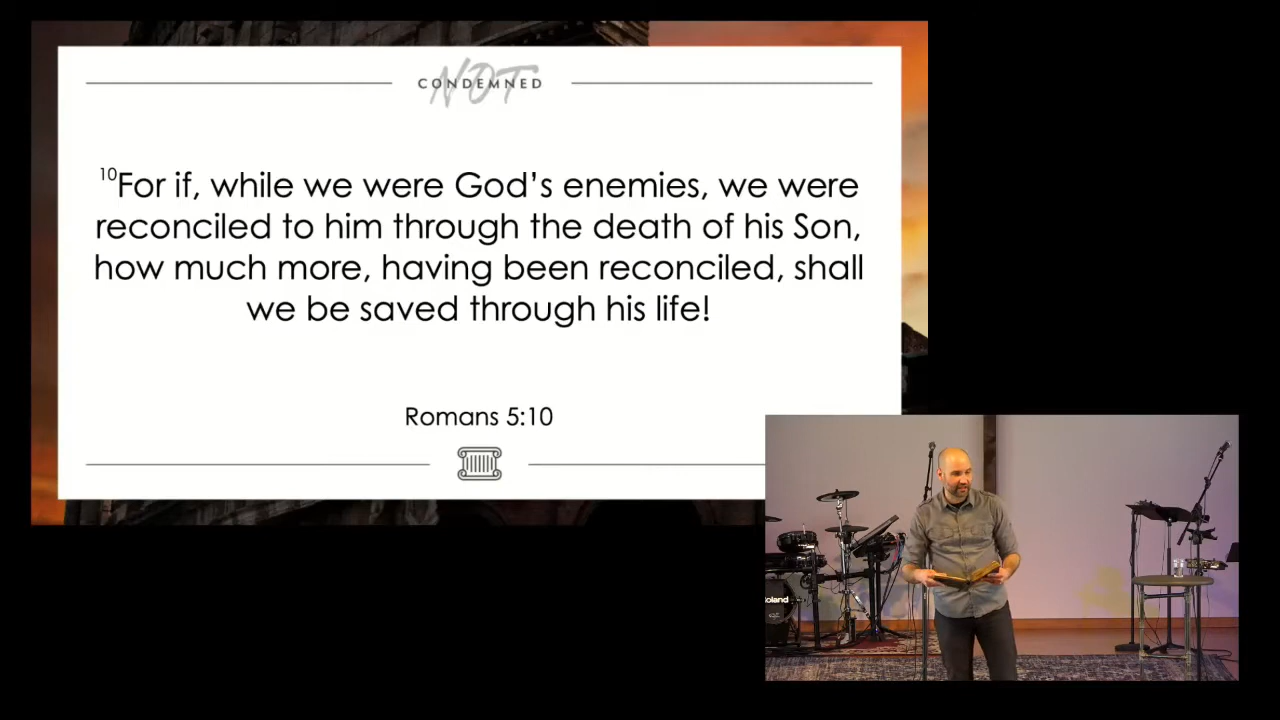 NOT
CONDEMNED
10For if, while we were God’s enemies, we were
reconciled to him through the death of his Son,
how much more, having been reconciled, shall
we be saved through his life!
Romans 5:10
Roland